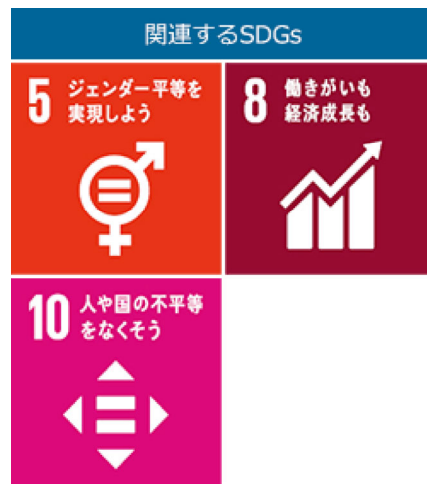 関連するSDGs
5 ジェンダー平等を
実現しよう
8 働きがいも
経済成長も
10 人や国の不平等
をなくそう